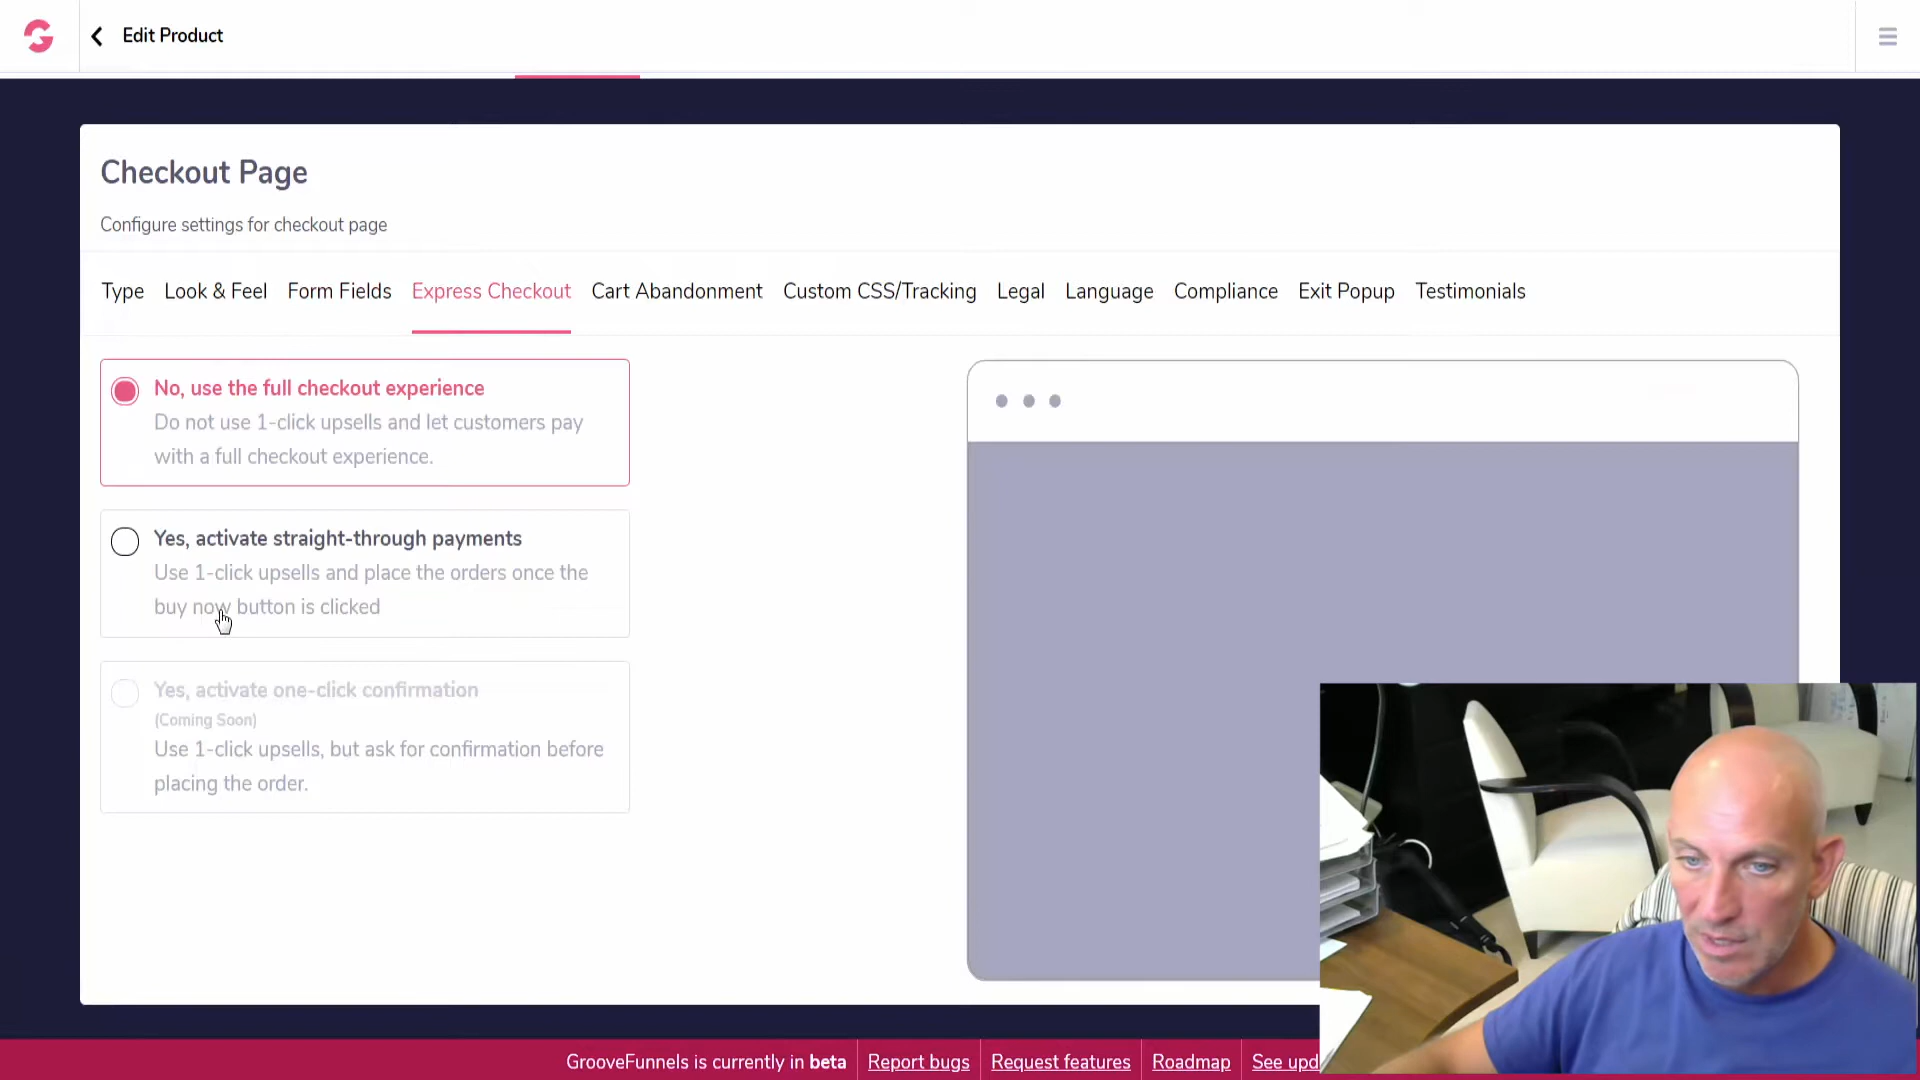 Edit Product
Checkout Page
Configure settings for checkout page
Type Look & Feel Form Fields Express Checkout Cart Abandonment Custom CSS/Tracking Legal Language Compliance Exit Popup Testimonials
No, use the full checkout experience
Do not use 1-click upsells and let customers pay
with a full checkout experience.
Yes, activate straight-through payments
Use 1-click upsells and place the orders once the
buy now button is clicked
Yes, activate one-click confirmation
(Coming Soon)
Use 1-click upsells, but ask for confirmation before
placing the order.
GrooveFunnels is currently in beta Report bugs Request features Roadmap See upd